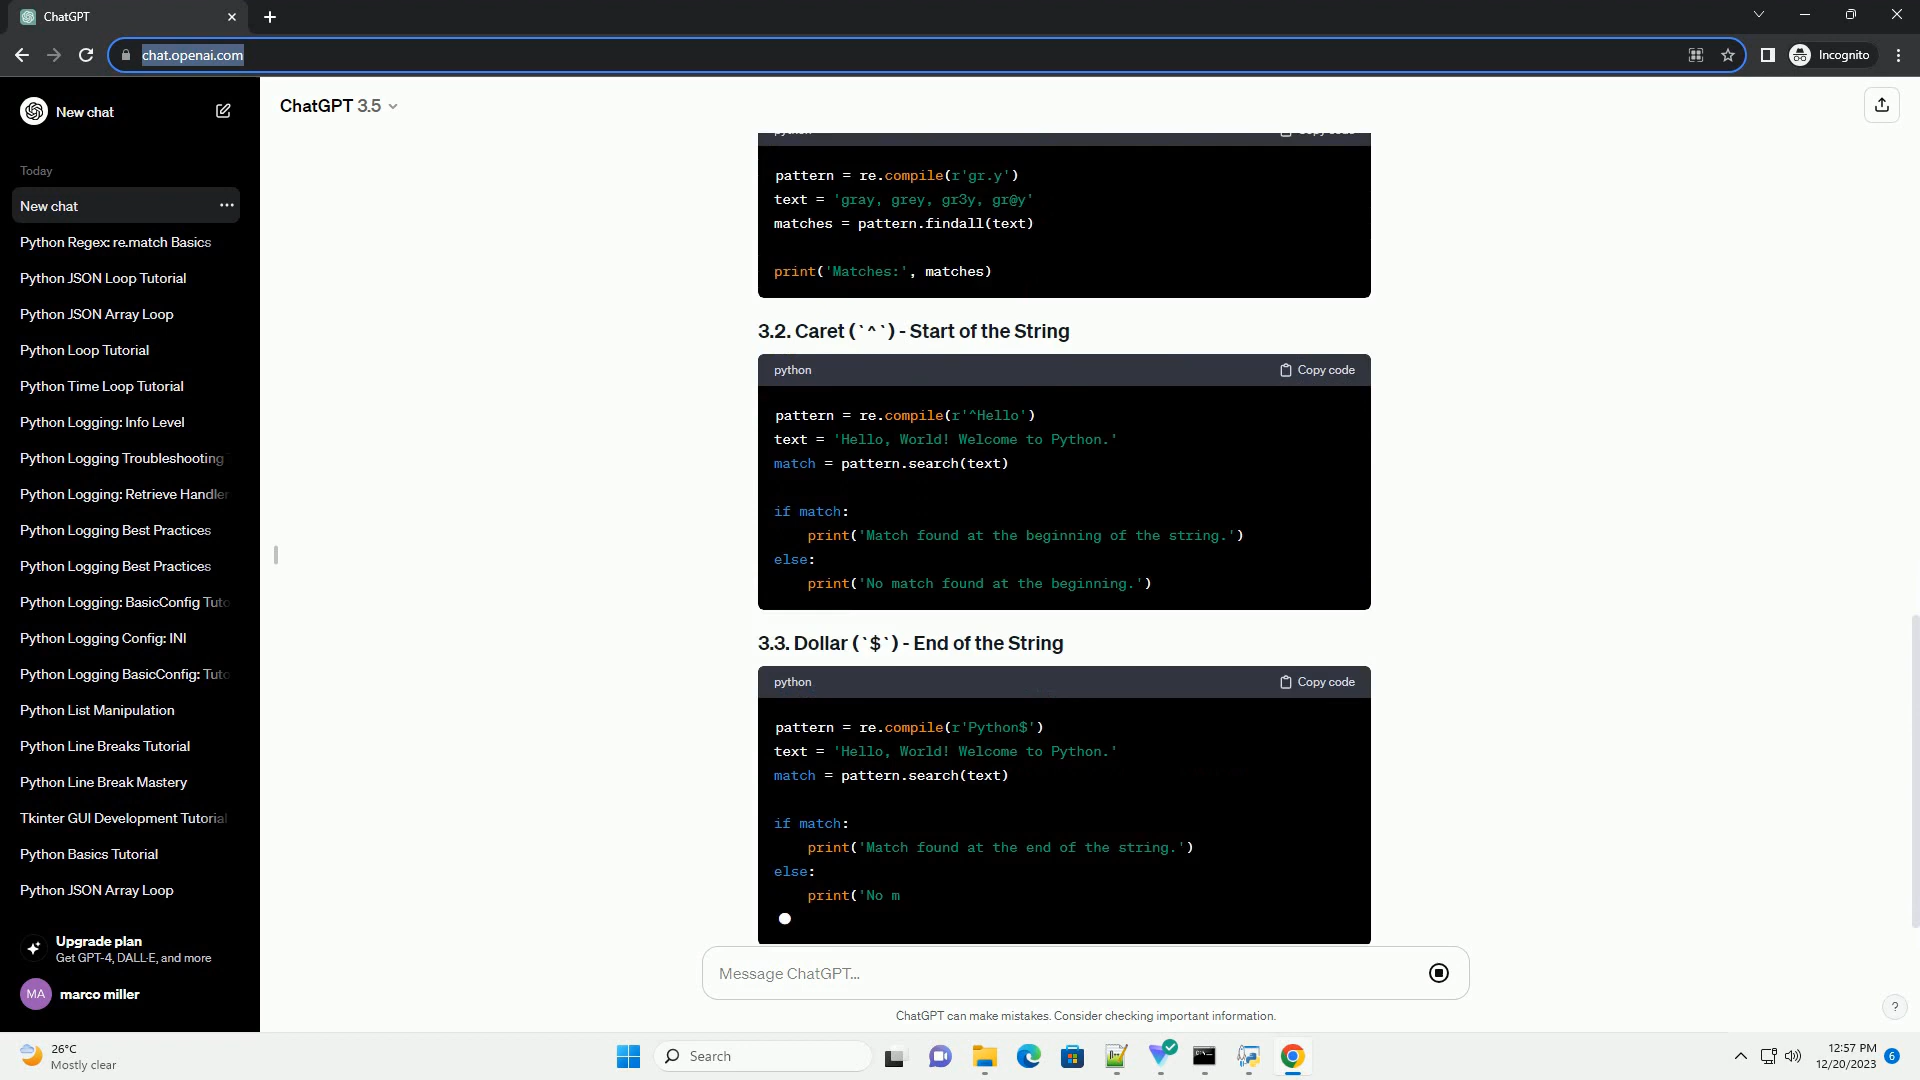 ChatGPT
chat.openai.com
Incognito
New chat
Today
New chat
Python Regex: re.match Basics
Python JSON Loop Tutorial
Python JSON Array Loop
Python Loop Tutorial
Python Time Loop Tutorial
Python Logging: Info Level
Python Logging Troubleshooting
Python Logging: Retrieve Handler
Python Logging Best Practices
Python Logging Best Practices
Python Logging: BasicConfig Tuto
Python Logging Config: INI
Python Logging BasicConfig: Tuto
Python List Manipulation
Python Line Breaks Tutorial
Python Line Break Mastery
Tkinter GUI Development Tutorial
Python Basics Tutorial
Python JSON Array Loop
Upgrade plan
Get GPT-4, DALL·E, and more
MA marco miller
ChatGPT 3.5
python Copy code
pattern = re.compile(r'gr.y')
text = 'gray, grey, gr3y, gr@y'
matches = pattern.findall(text)
print('Matches:', matches)
3.2. Caret (`^`) - Start of the String
python Copy code
pattern = re.compile(r'^Hello')
text = 'Hello, World! Welcome to Python.'
match = pattern.search(text)
if match:
    print('Match found at the beginning of the string.')
else:
    print('No match found at the beginning.')
3.3. Dollar (`$`) - End of the String
python Copy code
pattern = re.compile(r'Python$')
text = 'Hello, World! Welcome to Python.'
match = pattern.search(text)
if match:
    print('Match found at the end of the string.')
else:
    print('No m
Message ChatGPT…
ChatGPT can make mistakes. Consider checking important information.
?
26°C
Mostly clear
Search
12:57 PM
12/20/2023
6